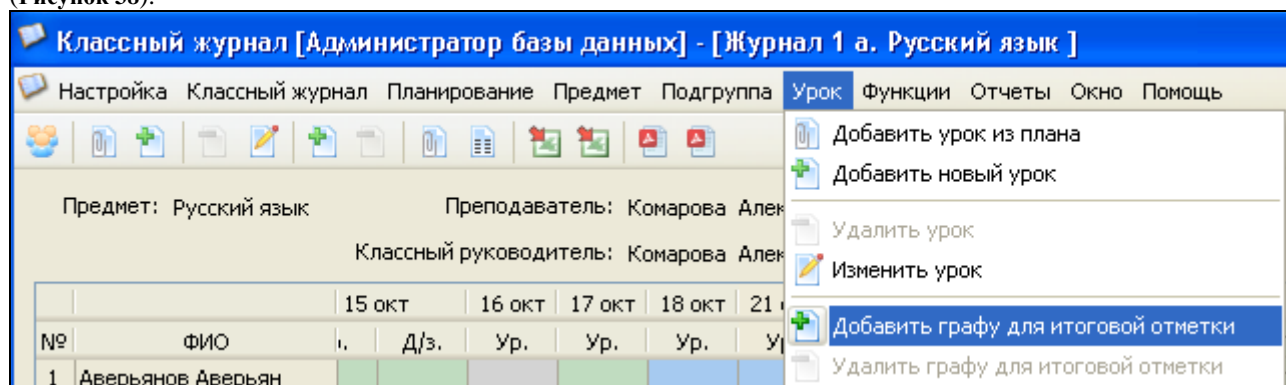 Классный журнал [Администратор базы данных] - [Журнал 1 а. Русский язык ]
Настройка Классный журнал Планирование Предмет Подгруппа Урок Функции Отчеты Окно Помощь
Добавить урок из плана
Добавить новый урок
Предмет: Русский язык Преподаватель: Комарова Алек
Удалить урок
Классный руководитель: Комарова Алек
Изменить урок
15 окт 16 окт 17 окт 18 окт 21
Добавить графу для итоговой отметки
№ ФИО Д/з. Ур. Ур. Ур.
Удалить графу для итоговой отметки
1 Аверьянов Аверьян